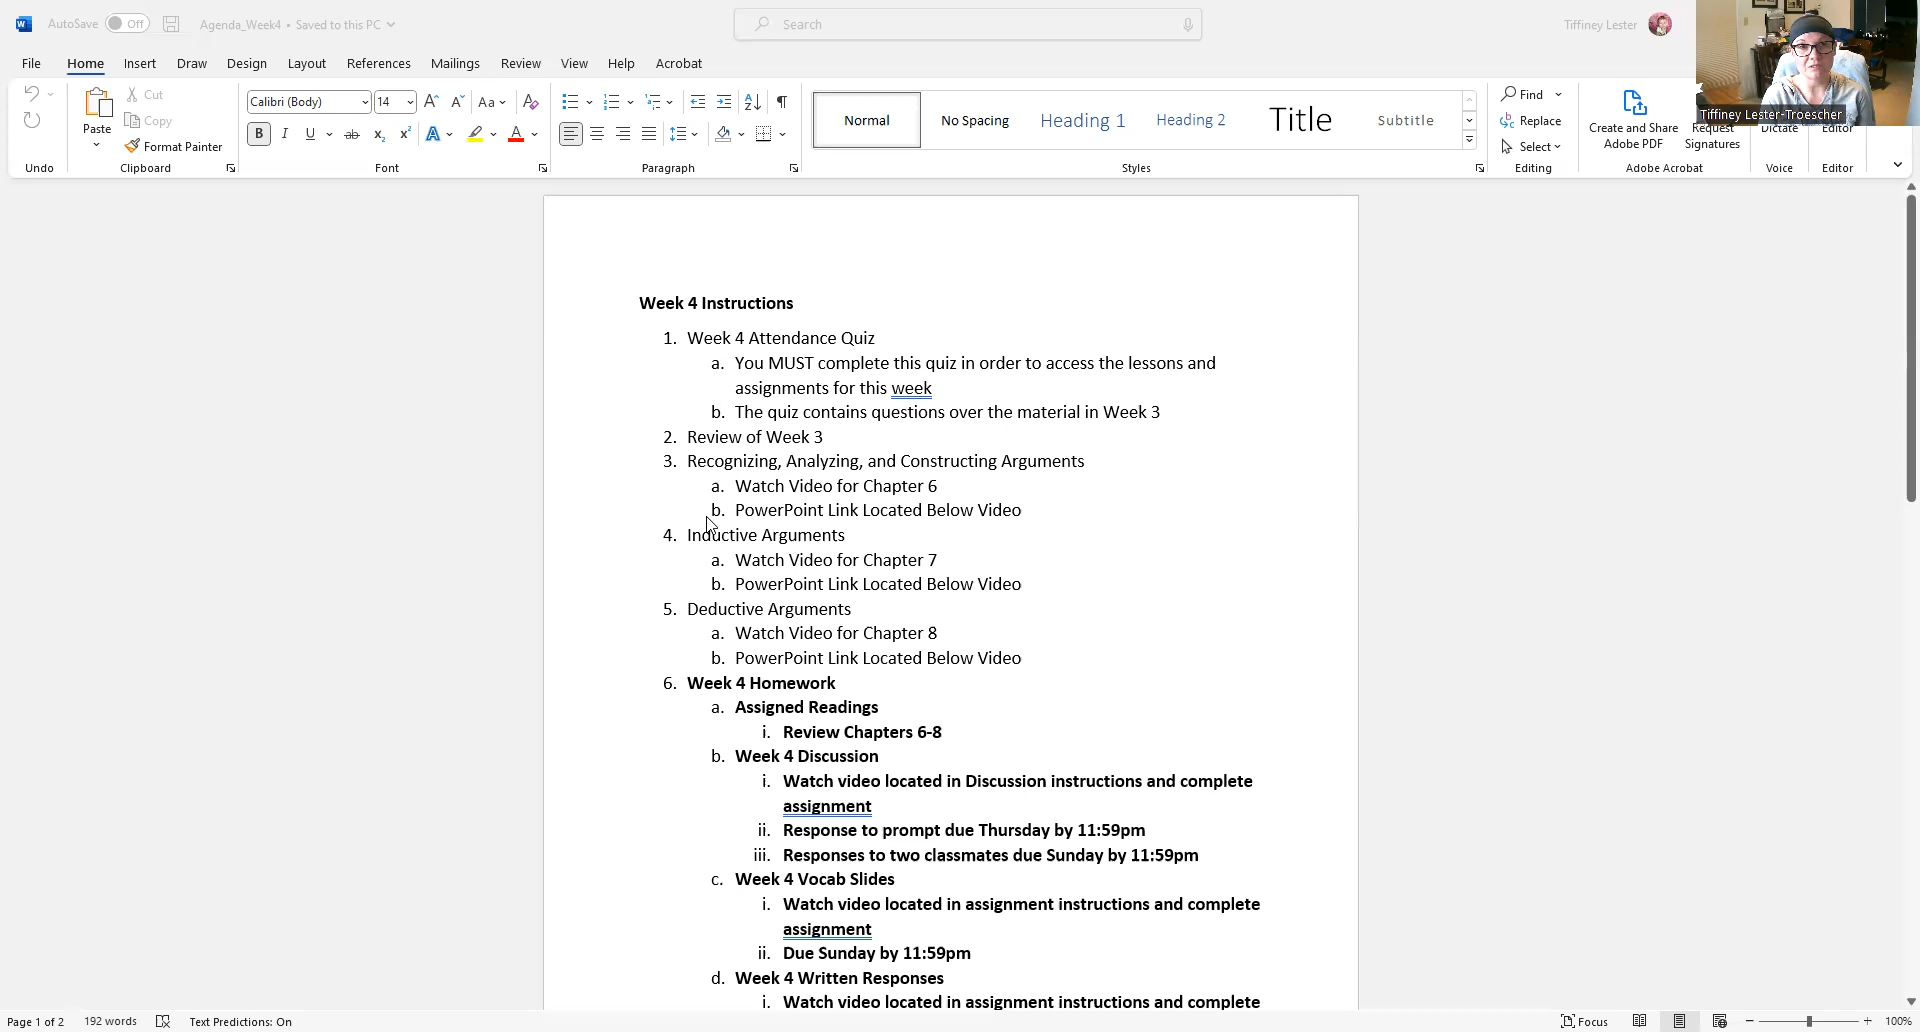 AutoSave Off Agenda_Week4 • Saved to this PC Search Tiffiney Lester
File Home Insert Draw Design Layout References Mailings Review View Help Acrobat
Cut
Copy
Paste
Format Painter
Calibri (Body) 14 Aa
B I U ab x₂ x² A A
Normal No Spacing Heading 1 Heading 2 Title Subtitle
Find
Replace
Select
Create and Share
Adobe PDF
Request
Signatures
Dictate
Editor
Tiffiney Lester-Troescher
Undo Clipboard Font Paragraph Styles Editing Adobe Acrobat Voice Editor
Week 4 Instructions
1. Week 4 Attendance Quiz
a. You MUST complete this quiz in order to access the lessons and
assignments for this week
b. The quiz contains questions over the material in Week 3
2. Review of Week 3
3. Recognizing, Analyzing, and Constructing Arguments
a. Watch Video for Chapter 6
b. PowerPoint Link Located Below Video
4. Inductive Arguments
a. Watch Video for Chapter 7
b. PowerPoint Link Located Below Video
5. Deductive Arguments
a. Watch Video for Chapter 8
b. PowerPoint Link Located Below Video
6. Week 4 Homework
a. Assigned Readings
i. Review Chapters 6-8
b. Week 4 Discussion
i. Watch video located in Discussion instructions and complete
assignment
ii. Response to prompt due Thursday by 11:59pm
iii. Responses to two classmates due Sunday by 11:59pm
c. Week 4 Vocab Slides
i. Watch video located in assignment instructions and complete
assignment
ii. Due Sunday by 11:59pm
d. Week 4 Written Responses
i. Watch video located in assignment instructions and complete
Page 1 of 2 192 words Text Predictions: On Focus 100%